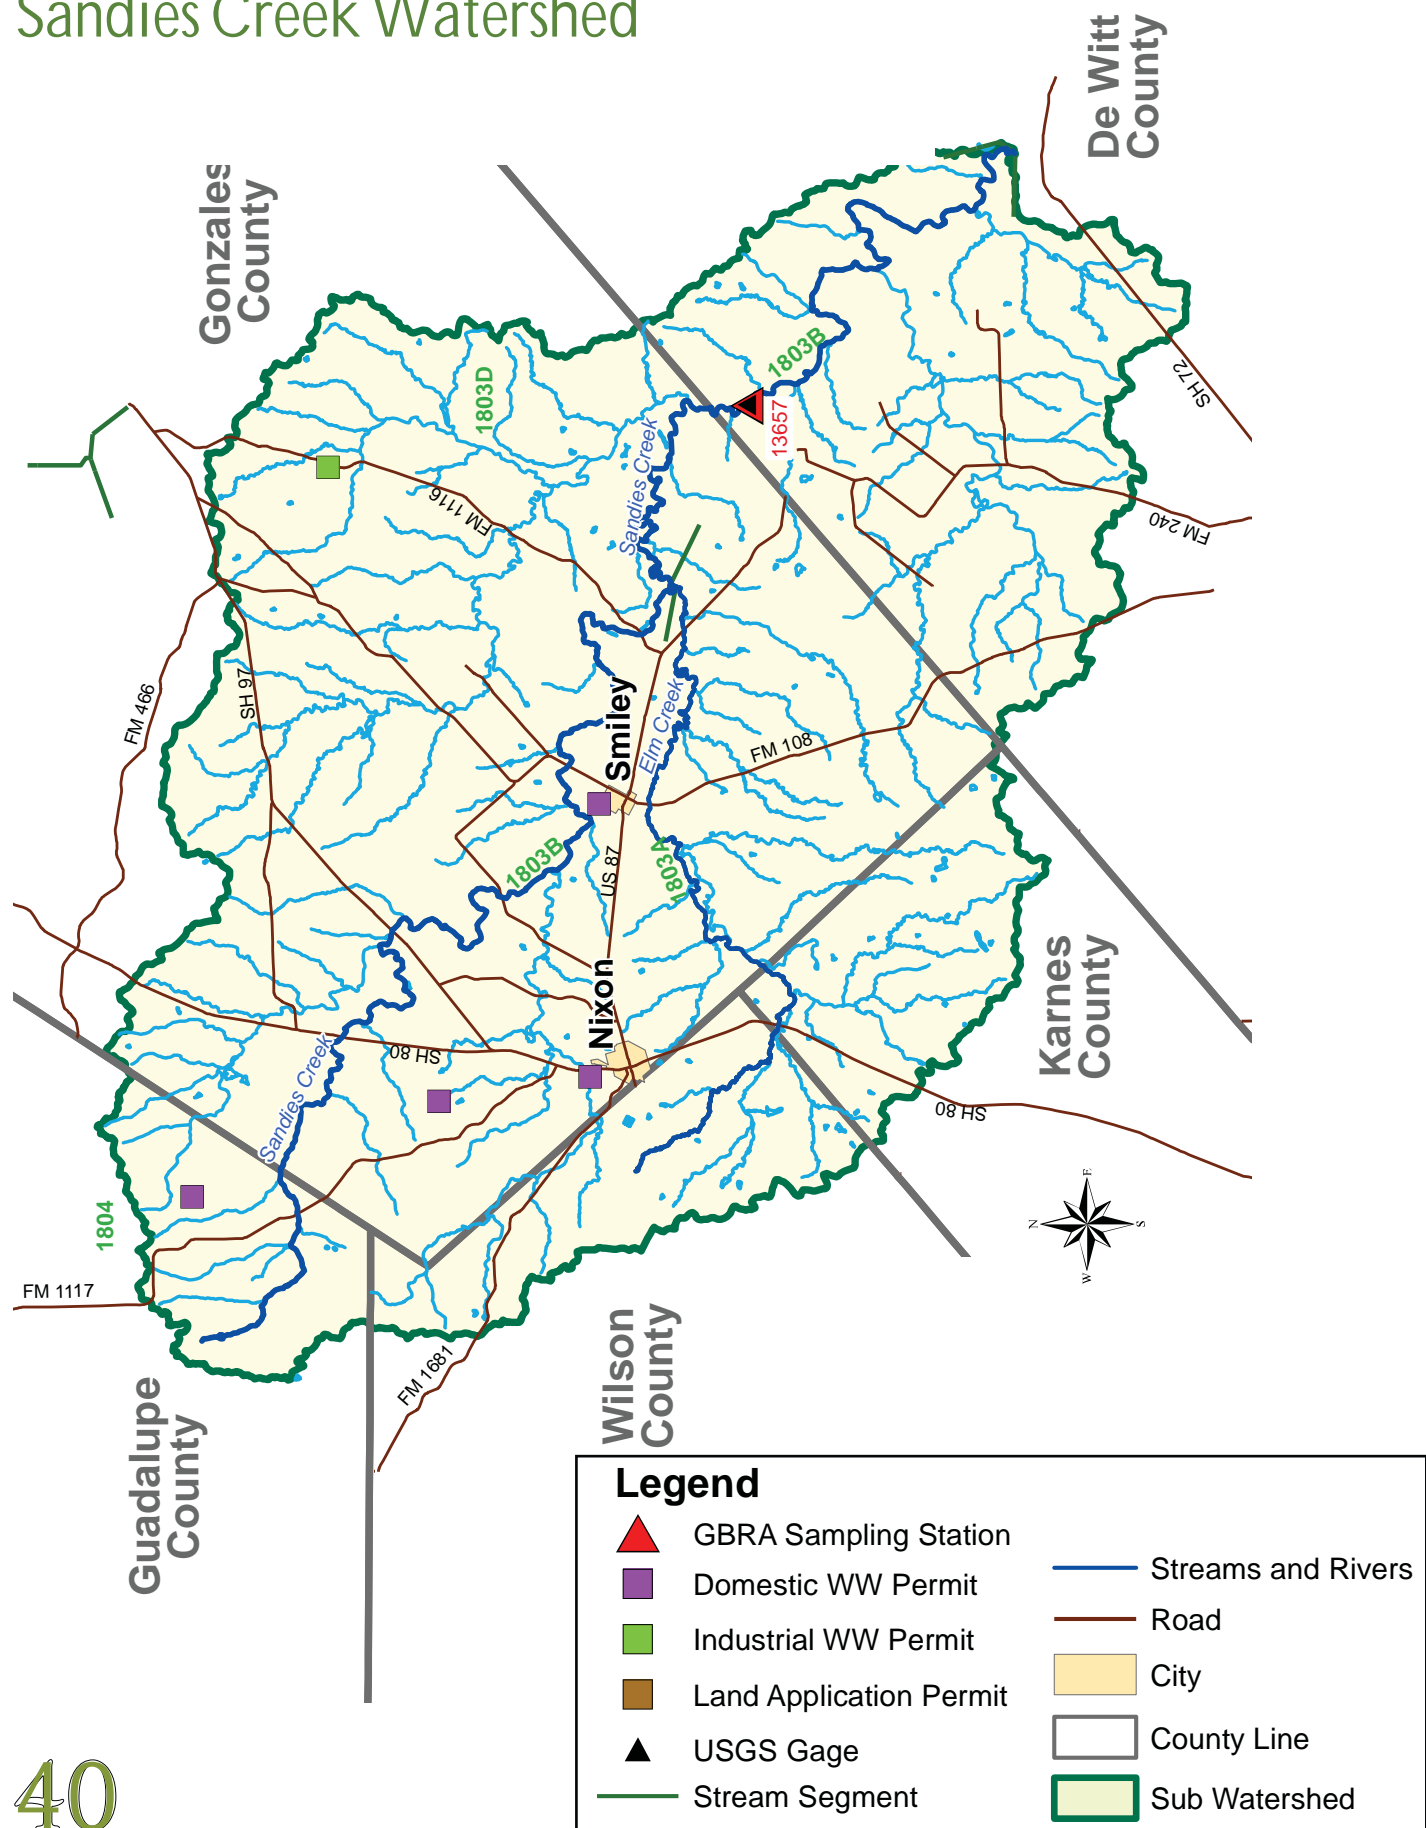 Sandies Creek Watershed
De Witt
County
Gonzales
County
1803D
1803B
13657
SH 72
Sandies Creek
FM 1116
FM 240
FM 466
SH 97
Smiley
Elm Creek
FM 108
1803B
US 87
1803A
Nixon
Karnes
County
SH 80
Sandies Creek
SH 80
1804
FM 1117
N
E
S
W
FM 1681
Wilson
County
Guadalupe
County
Legend
GBRA Sampling Station
Domestic WW Permit
Industrial WW Permit
Land Application Permit
USGS Gage
Stream Segment
Streams and Rivers
Road
City
County Line
Sub Watershed
40